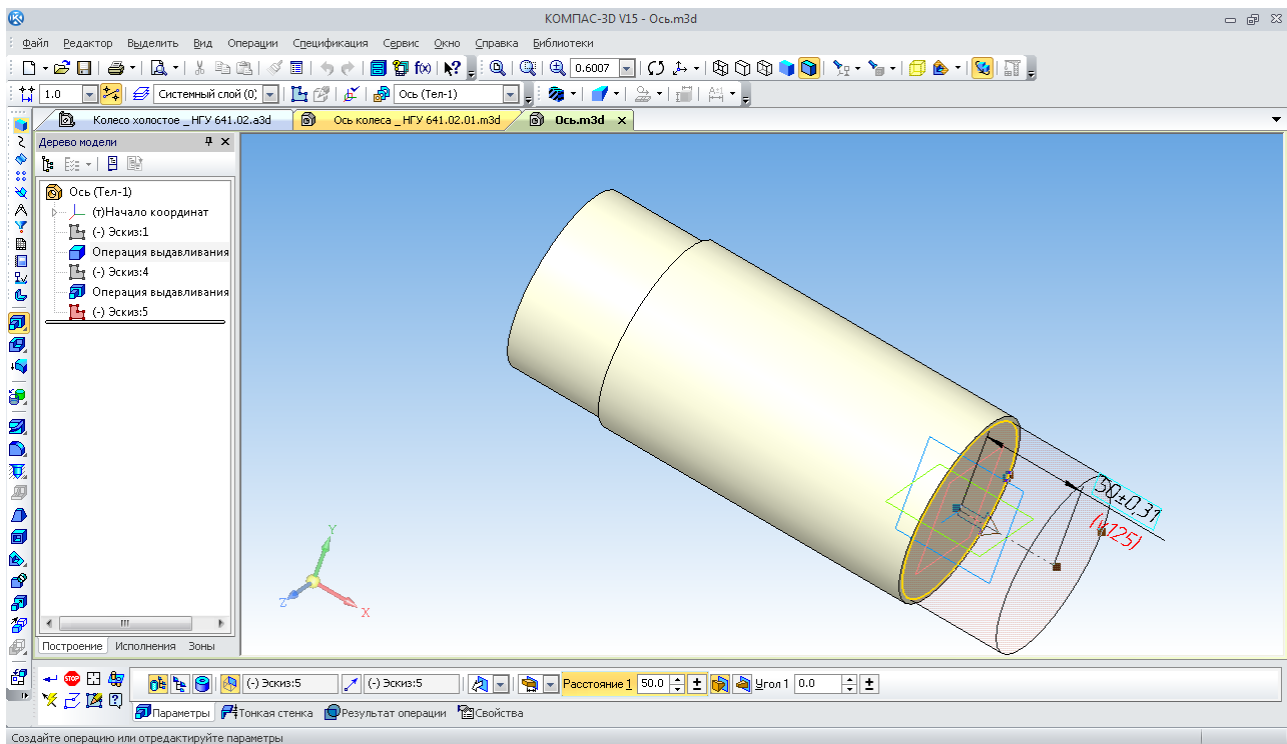 КОМПАС-3D V15 - Ось.m3d
Файл Редактор Выделить Вид Операции Спецификация Сервис Окно Справка Библиотеки
f(x) 0.6007
1.0 Системный слой (0) Ось (Тел-1)
Колесо холостое _ НГУ 641.02.a3d Ось колеса _ НГУ 641.02.01.m3d Ось.m3d
Дерево модели
Ось (Тел-1)
(т)Начало координат
(-) Эскиз:1
Операция выдавливания
(-) Эскиз:4
Операция выдавливания
(-) Эскиз:5
50±0,31
Y
Z
X
Построение Исполнения Зоны
STOP (-) Эскиз:5 (-) Эскиз:5 Расстояние 1 50.0 Угол 1 0.0
Параметры Тонкая стенка Результат операции Свойства
Создайте операцию или отредактируйте параметры